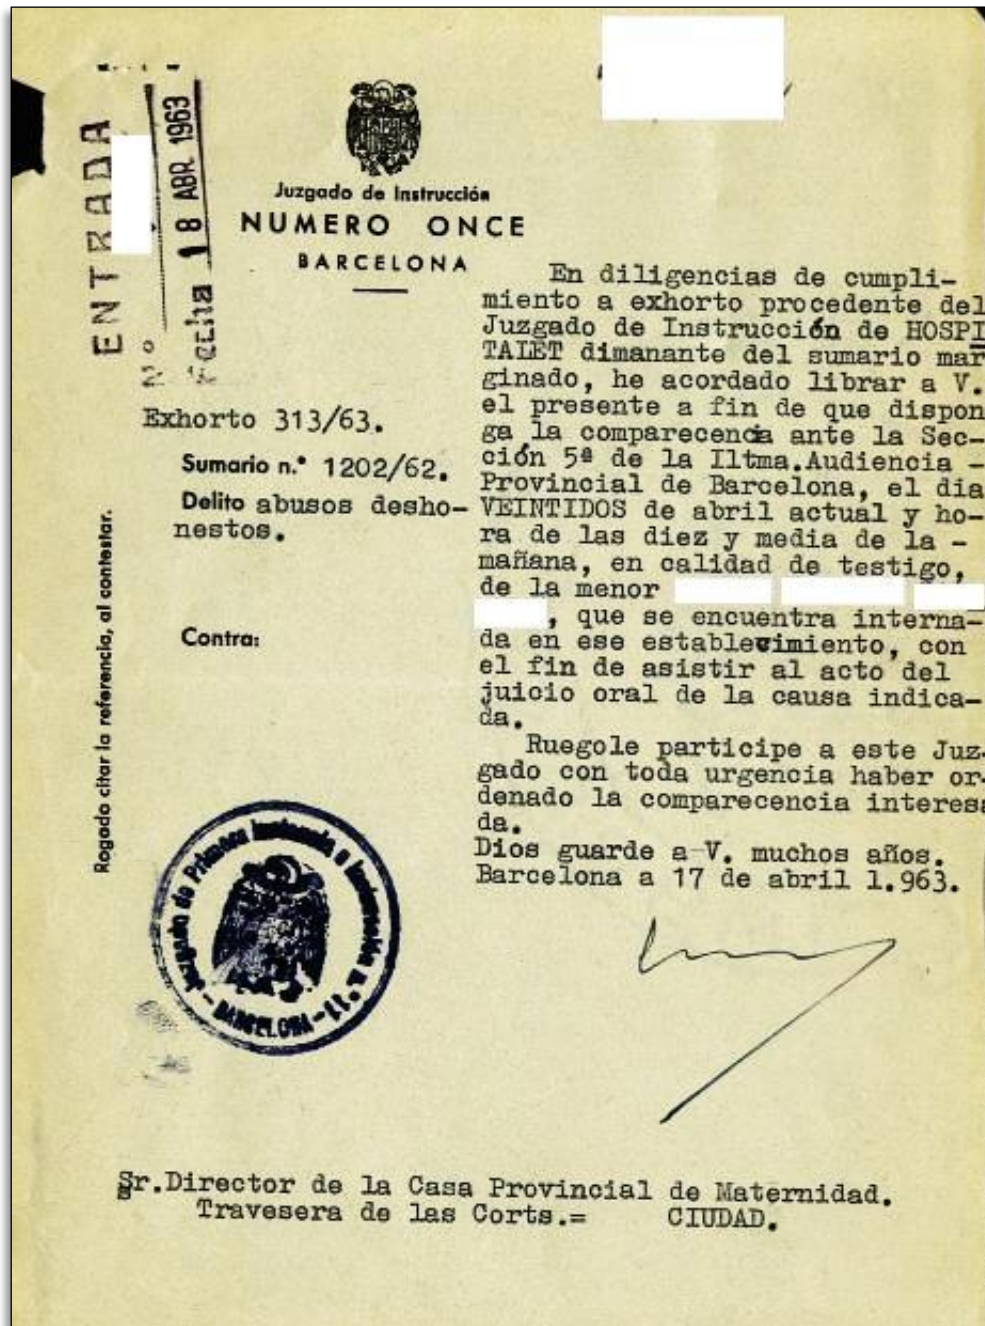 ENTRADA
N.º
Fecha 18 ABR. 1963
Juzgado de Instrucción
NUMERO ONCE
BARCELONA
Exhorto 313/63.
Sumario n.º 1202/62.
Delito abusos desho-
nestos.
Contra:
Rogado citar la referencia, al contestar.
En diligencias de cumpli-
miento a exhorto procedente del
Juzgado de Instrucción de HOSPI
TALET dimanante del sumario mar
ginado, he acordado librar a V.
el presente a fin de que dispon
ga la comparecencia ante la Sec-
ción 5ª de la Iltma.Audiencia -
Provincial de Barcelona, el dia
VEINTIDOS de abril actual y ho-
ra de las diez y media de la -
mañana, en calidad de testigo,
de la menor
, que se encuentra interna-
da en ese establecimiento, con
el fin de asistir al acto del
juicio oral de la causa indica-
da.
Ruegole participe a este Juz-
gado con toda urgencia haber or-
denado la comparecencia interesa
da.
Dios guarde a V. muchos años.
Barcelona a 17 de abril 1.963.
Juzgado de Primera Instancia e Instrucción n.º 11 - BARCELONA -
Sr.Director de la Casa Provincial de Maternidad.
Travesera de las Corts.= CIUDAD.